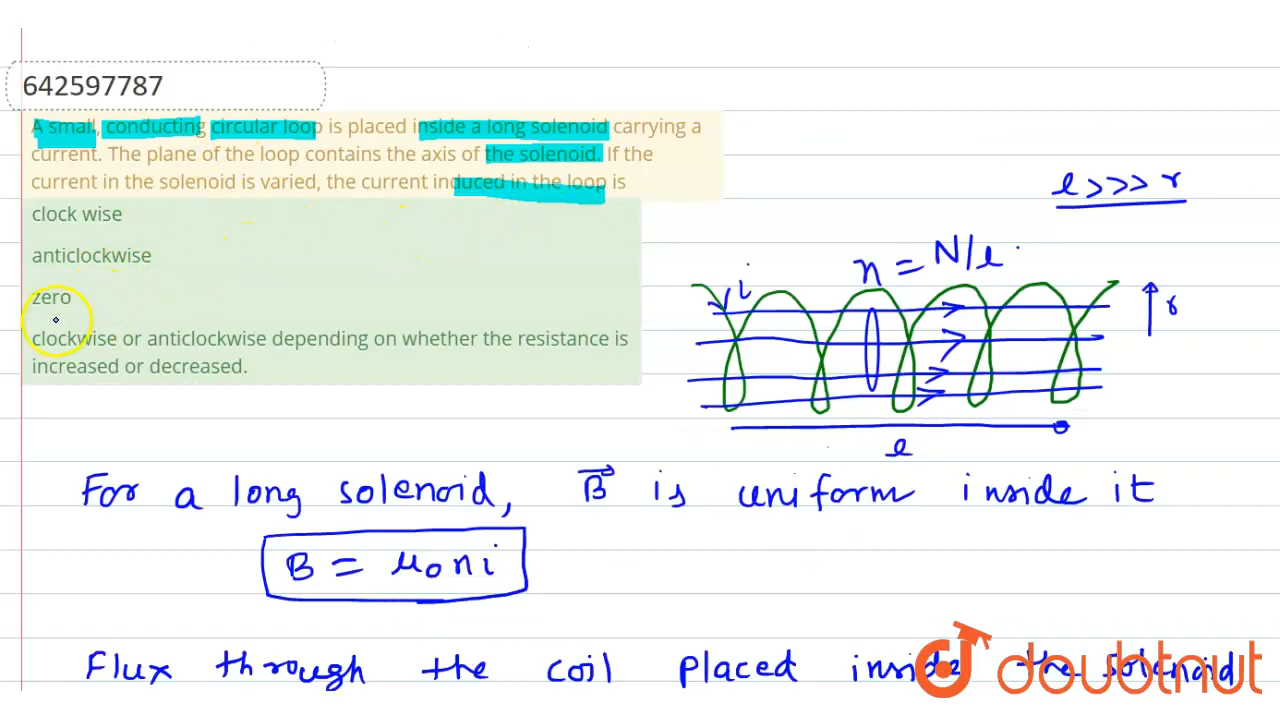 642597787
A small, conducting circular loop is placed inside a long solenoid carrying a
current. The plane of the loop contains the axis of the solenoid. If the
current in the solenoid is varied, the current induced in the loop is
clock wise
anticlockwise
zero
clockwise or anticlockwise depending on whether the resistance is
increased or decreased.
l >>> r
n = N/l
i
r
l
For a long solenoid, B is uniform inside it
B = μ₀ni
Flux through the coil placed inside the solenoid
doubtnut